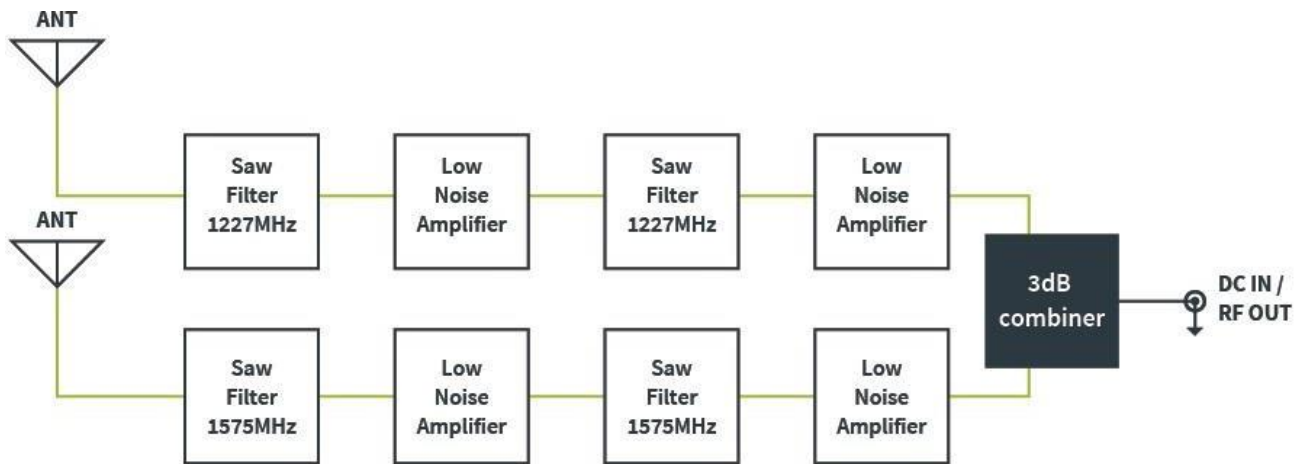 ANT
Saw
Filter
1227MHz
Low
Noise
Amplifier
Saw
Filter
1227MHz
Low
Noise
Amplifier
ANT
3dB
combiner
DC IN /
RF OUT
Saw
Filter
1575MHz
Low
Noise
Amplifier
Saw
Filter
1575MHz
Low
Noise
Amplifier